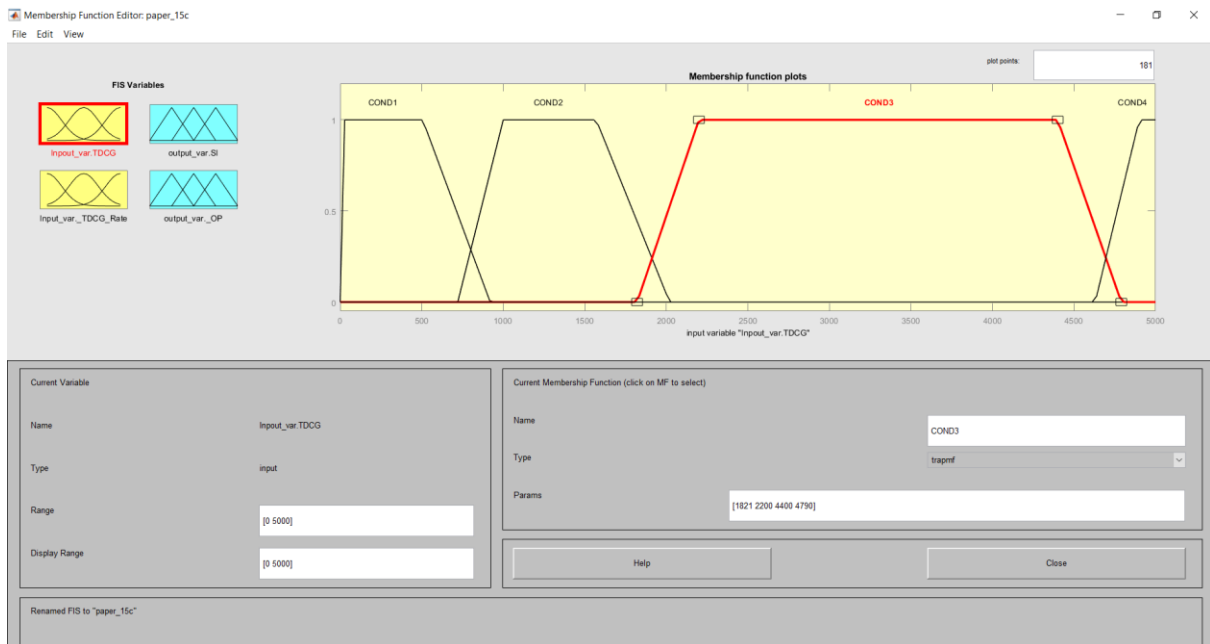 Membership Function Editor: paper_15c
File Edit View
FIS Variables
Inpout_var.TDCG
output_var.SI
Input_var._TDCG_Rate
output_var._OP
plot points:
181
Membership function plots
COND1
COND2
COND3
COND4
1
0.5
0
0 500 1000 1500 2000 2500 3000 3500 4000 4500 5000
input variable "Inpout_var.TDCG"
Current Variable
Name Inpout_var.TDCG
Type input
Range [0 5000]
Display Range [0 5000]
Current Membership Function (click on MF to select)
Name COND3
Type trapmf
Params [1821 2200 4400 4790]
Help Close
Renamed FIS to "paper_15c"